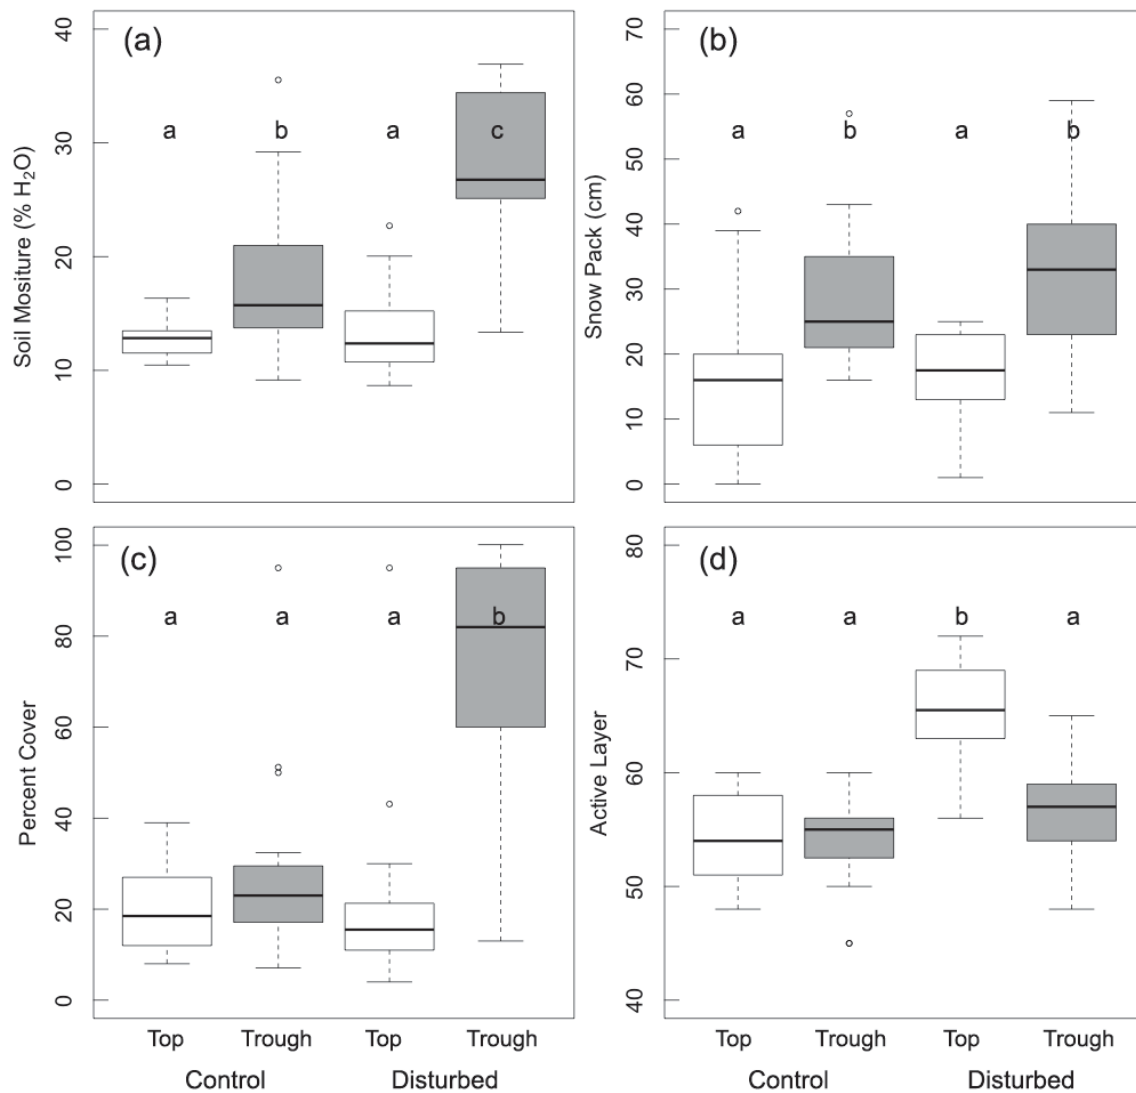 (a)
Soil Mositure (% H₂O)
40
30
20
10
0
a b a c
(b)
Snow Pack (cm)
70
60
50
40
30
20
10
0
a b a b
(c)
Percent Cover
100
80
60
40
20
0
a a a b
Top Trough Top Trough
Control Disturbed
(d)
Active Layer
80
70
60
50
40
a a b a
Top Trough Top Trough
Control Disturbed